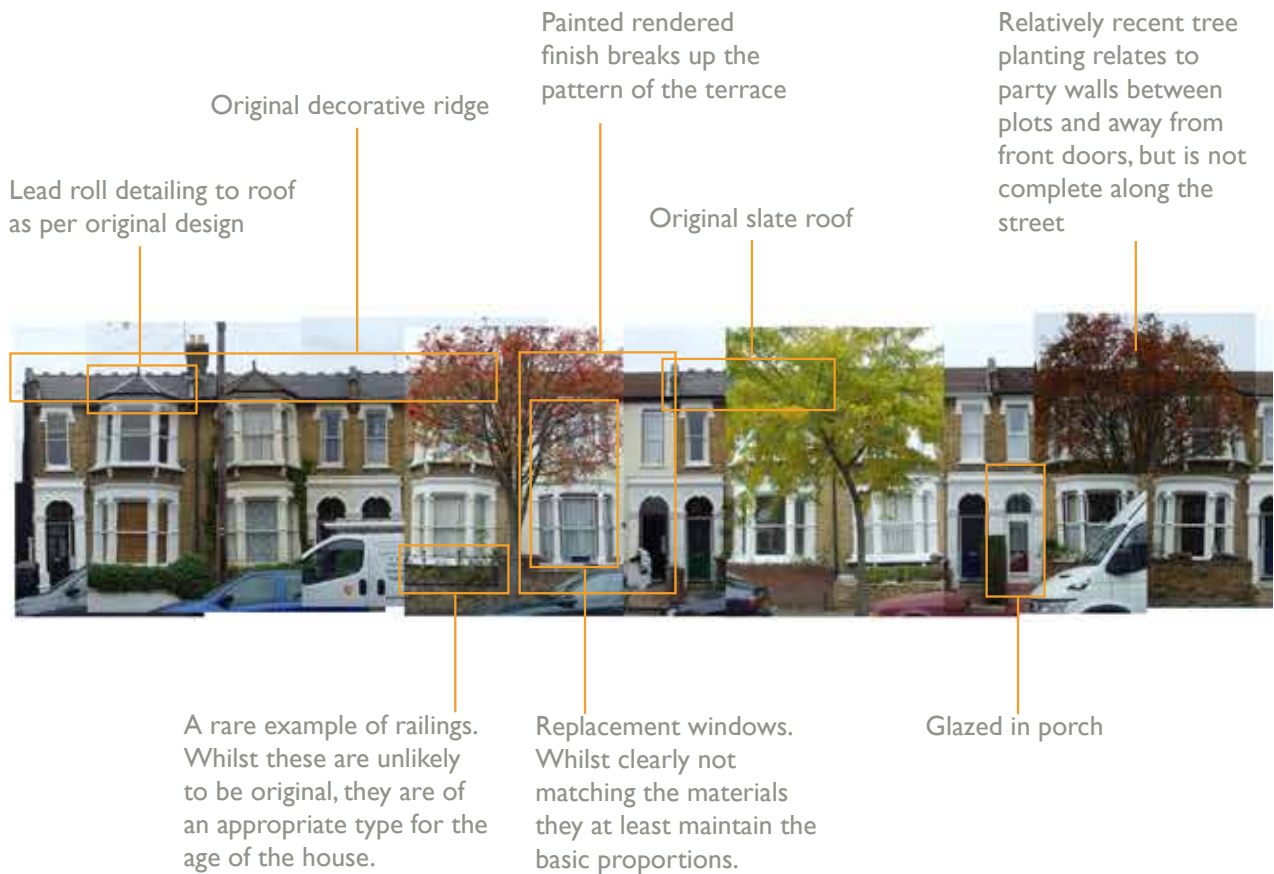 Painted rendered
finish breaks up the
pattern of the terrace
Relatively recent tree
planting relates to
party walls between
plots and away from
front doors, but is not
complete along the
street
Original decorative ridge
Lead roll detailing to roof
as per original design
Original slate roof
A rare example of railings.
Whilst these are unlikely
to be original, they are of
an appropriate type for the
age of the house.
Replacement windows.
Whilst clearly not
matching the materials
they at least maintain the
basic proportions.
Glazed in porch